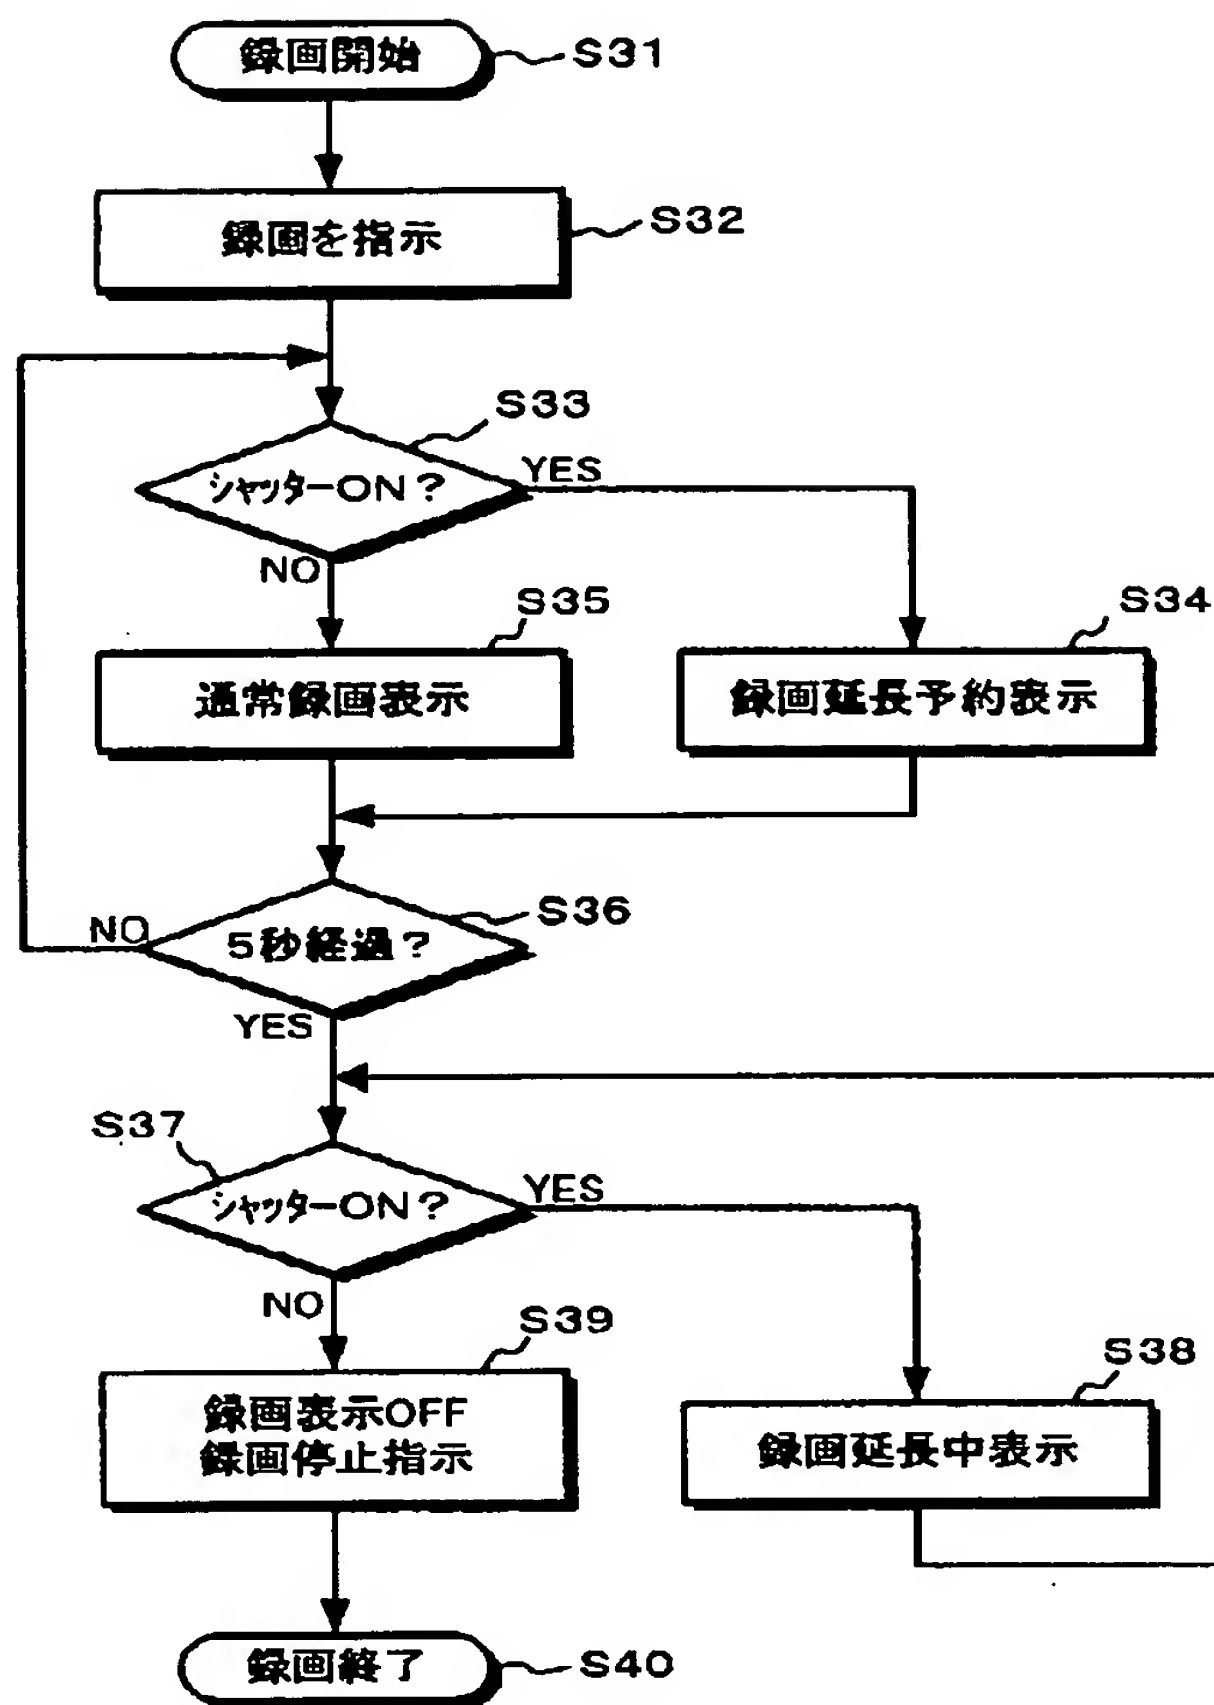 録画開始
S31
録画を指示
S32
S33
シャッターON?
YES
NO
S35
S34
通常録画表示
録画延長予約表示
S36
5秒経過?
NO
YES
S37
シャッターON?
YES
NO
S39
S38
録画表示OFF
録画停止指示
録画延長中表示
録画終了
S40